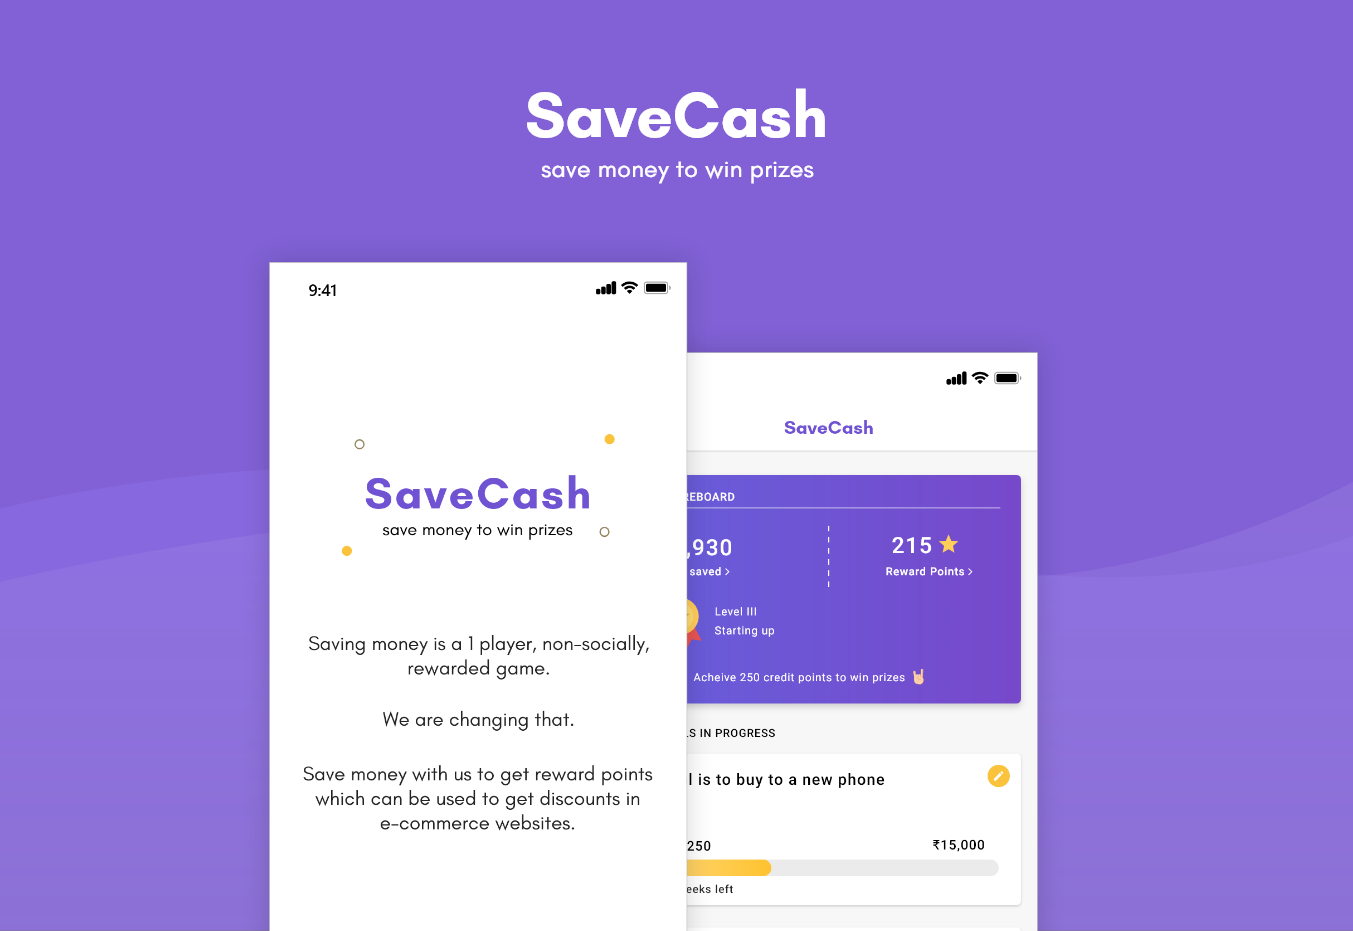 SaveCash
save money to win prizes
9:41
SaveCash
save money to win prizes
Saving money is a 1 player, non-socially,
rewarded game.
We are changing that.
Save money with us to get reward points
which can be used to get discounts in
e-commerce websites.
SaveCash
REBOARD
,930
215
saved >
Reward Points >
Level III
Starting up
Acheive 250 credit points to win prizes
LS IN PROGRESS
l is to buy to a new phone
250
₹15,000
eeks left